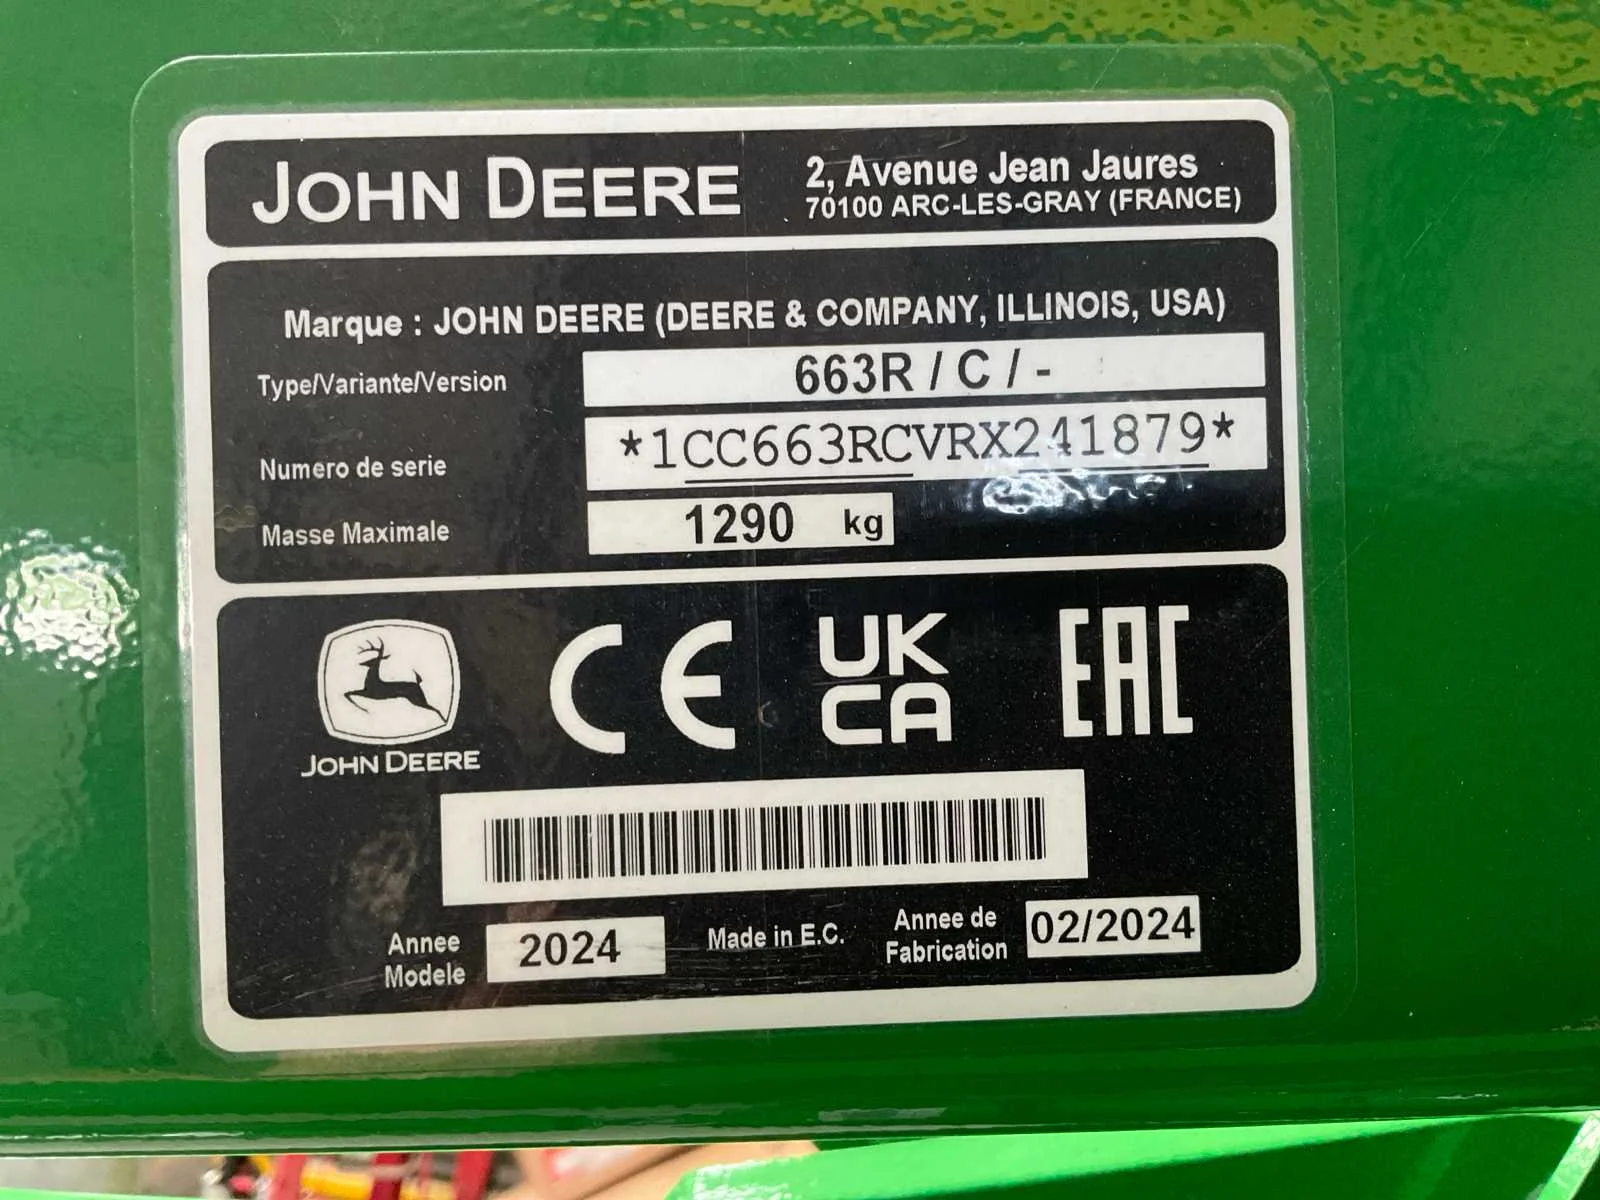 JOHN DEERE
2, Avenue Jean Jaures
70100 ARC-LES-GRAY (FRANCE)
Marque : JOHN DEERE (DEERE & COMPANY, ILLINOIS, USA)
Type/Variante/Version 663R / C / -
Numero de serie *1CC663RCVRX241879*
Masse Maximale 1290 kg
JOHN DEERE
CE
UK
CA
EAC
Annee
Modele
2024
Made in E.C.
Annee de
Fabrication
02/2024